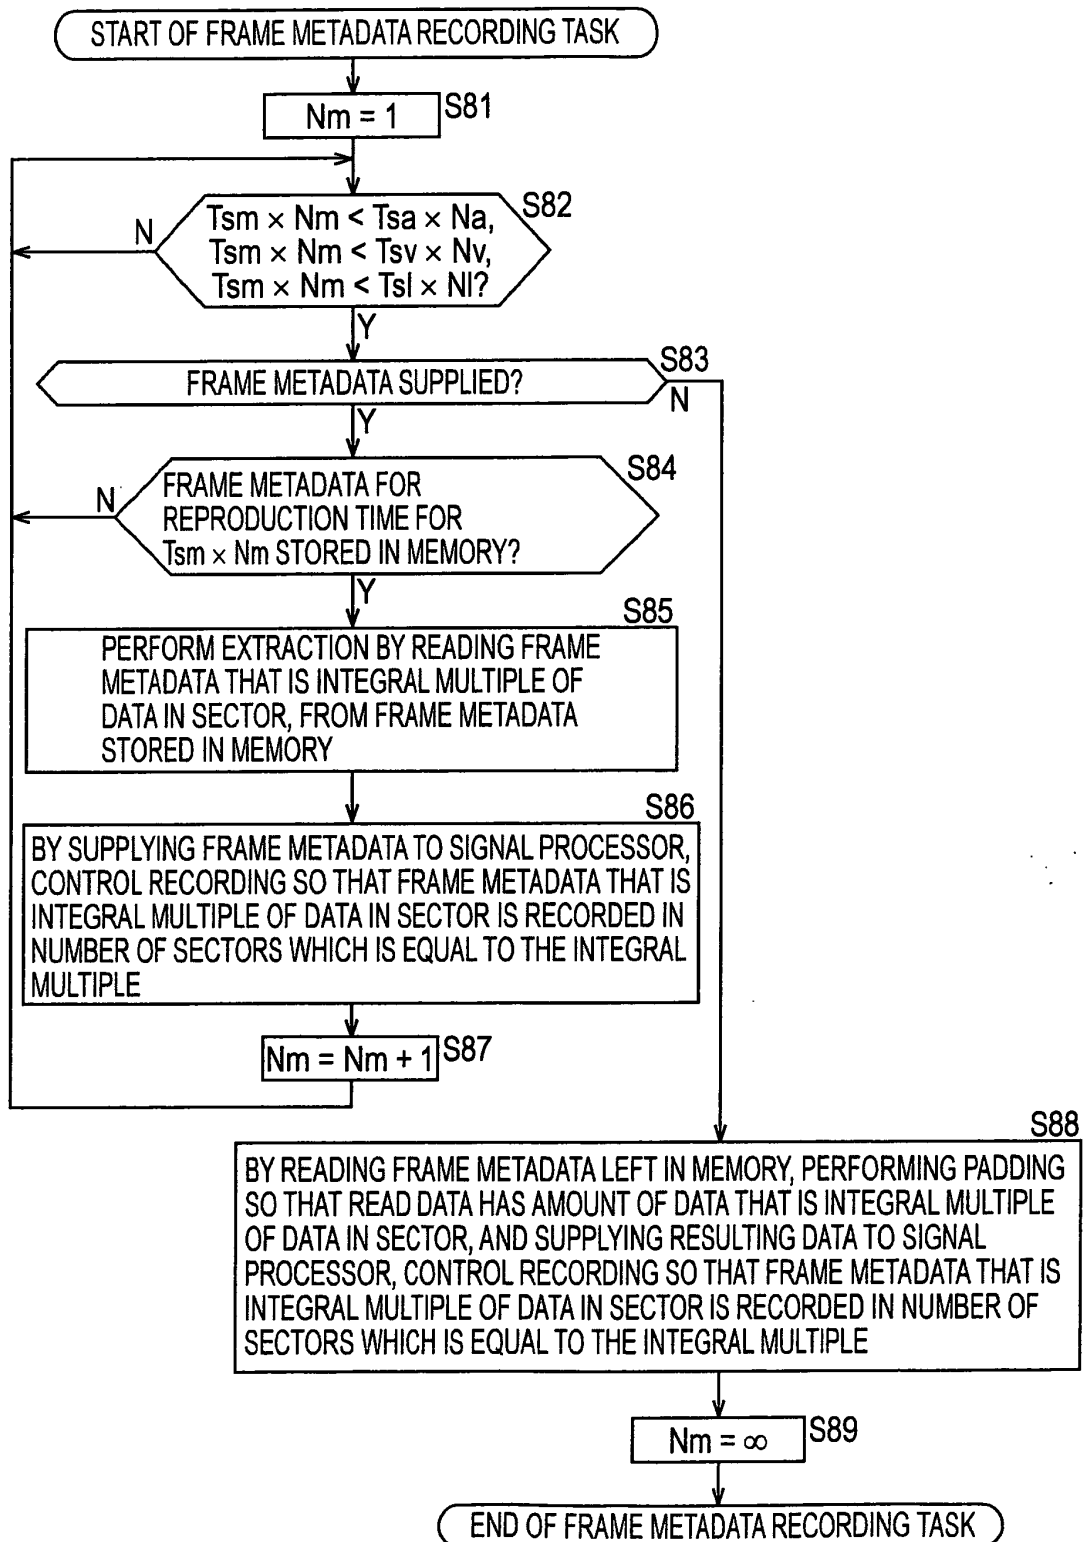 START OF FRAME METADATA RECORDING TASK
Nm = 1
S81
Tsm × Nm < Tsa × Na,
Tsm × Nm < Tsv × Nv,
Tsm × Nm < Tsl × Nl?
S82
N
Y
FRAME METADATA SUPPLIED?
S83
N
Y
FRAME METADATA FOR
REPRODUCTION TIME FOR
Tsm × Nm STORED IN MEMORY?
S84
N
Y
S85
PERFORM EXTRACTION BY READING FRAME
METADATA THAT IS INTEGRAL MULTIPLE OF
DATA IN SECTOR, FROM FRAME METADATA
STORED IN MEMORY
S86
BY SUPPLYING FRAME METADATA TO SIGNAL PROCESSOR,
CONTROL RECORDING SO THAT FRAME METADATA THAT IS
INTEGRAL MULTIPLE OF DATA IN SECTOR IS RECORDED IN
NUMBER OF SECTORS WHICH IS EQUAL TO THE INTEGRAL
MULTIPLE
Nm = Nm + 1
S87
S88
BY READING FRAME METADATA LEFT IN MEMORY, PERFORMING PADDING
SO THAT READ DATA HAS AMOUNT OF DATA THAT IS INTEGRAL MULTIPLE
OF DATA IN SECTOR, AND SUPPLYING RESULTING DATA TO SIGNAL
PROCESSOR, CONTROL RECORDING SO THAT FRAME METADATA THAT IS
INTEGRAL MULTIPLE OF DATA IN SECTOR IS RECORDED IN NUMBER OF
SECTORS WHICH IS EQUAL TO THE INTEGRAL MULTIPLE
Nm = ∞
S89
END OF FRAME METADATA RECORDING TASK